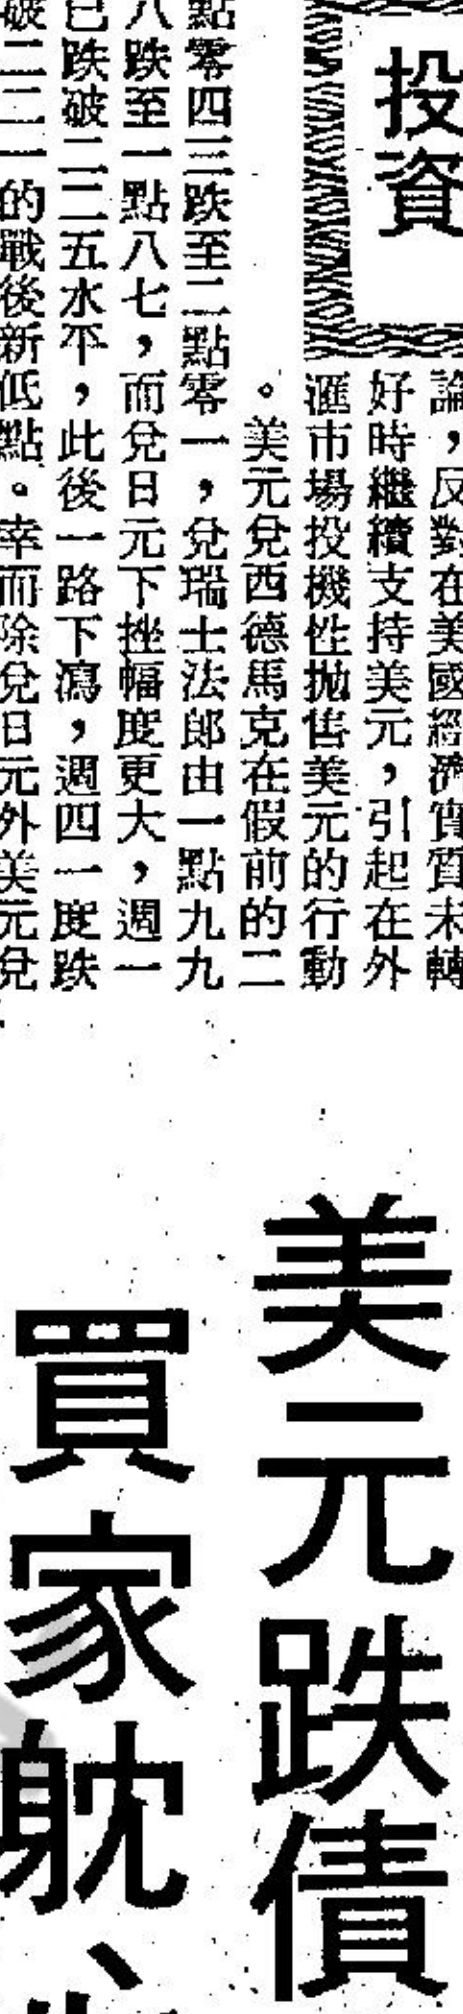 投資
論，反對在美國經濟實質未轉
好時繼續支持美元，引起在外
匯市場投機性拋售美元的行動
。美元兌西德馬克在假前的二
點零四三跌至二點零一，兌瑞士法郎由一點九九
八跌至一點八七，而兌日元下挫幅度更大，週一
已跌破二二五水平，此後一路下瀉，週四一度跌
破二二一的戰後新低點。幸而除兌日元外美元兌
美元跌債
買家躭